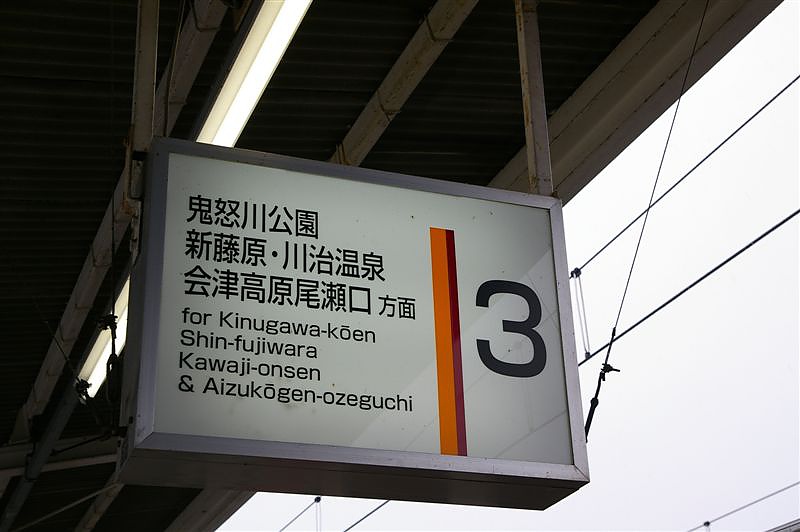 鬼怒川公園
新藤原・川治温泉
会津高原尾瀬口 方面
for Kinugawa-kōen
Shin-fujiwara
Kawaji-onsen
& Aizukōgen-ozeguchi
3